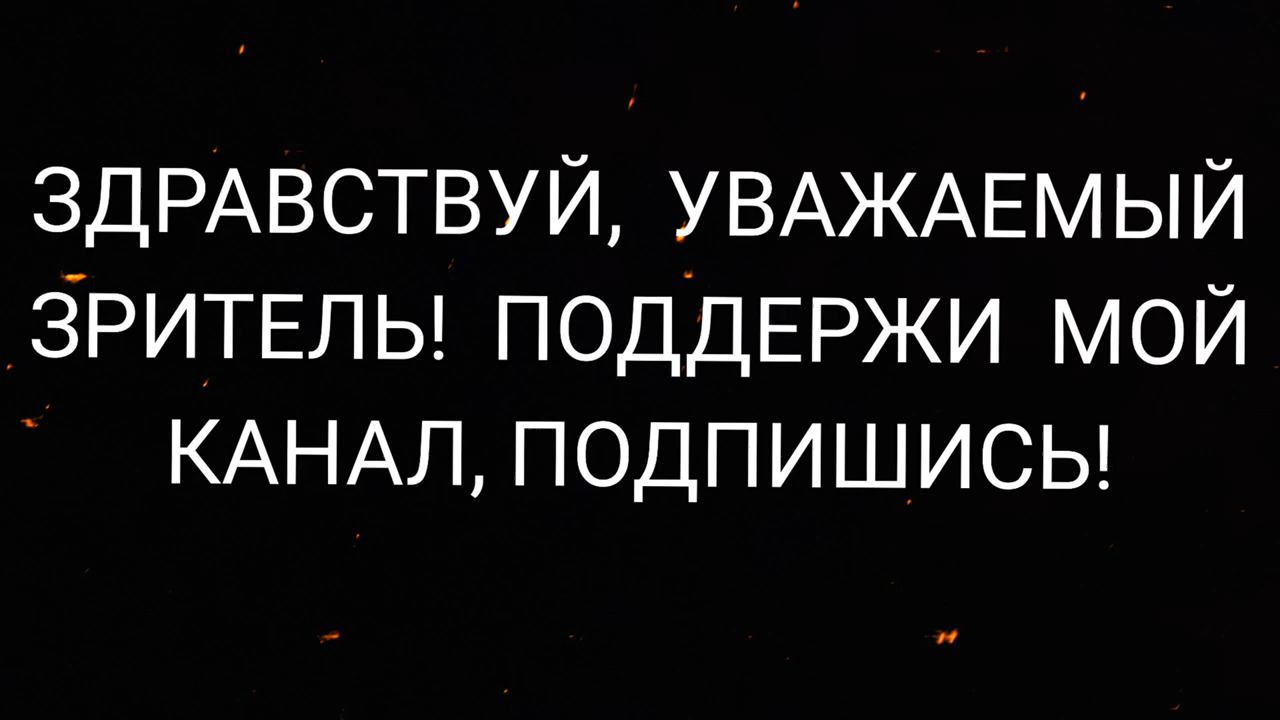 ЗДРАВСТВУЙ, УВАЖАЕМЫЙ
ЗРИТЕЛЬ! ПОДДЕРЖИ МОЙ
КАНАЛ, ПОДПИШИСЬ!